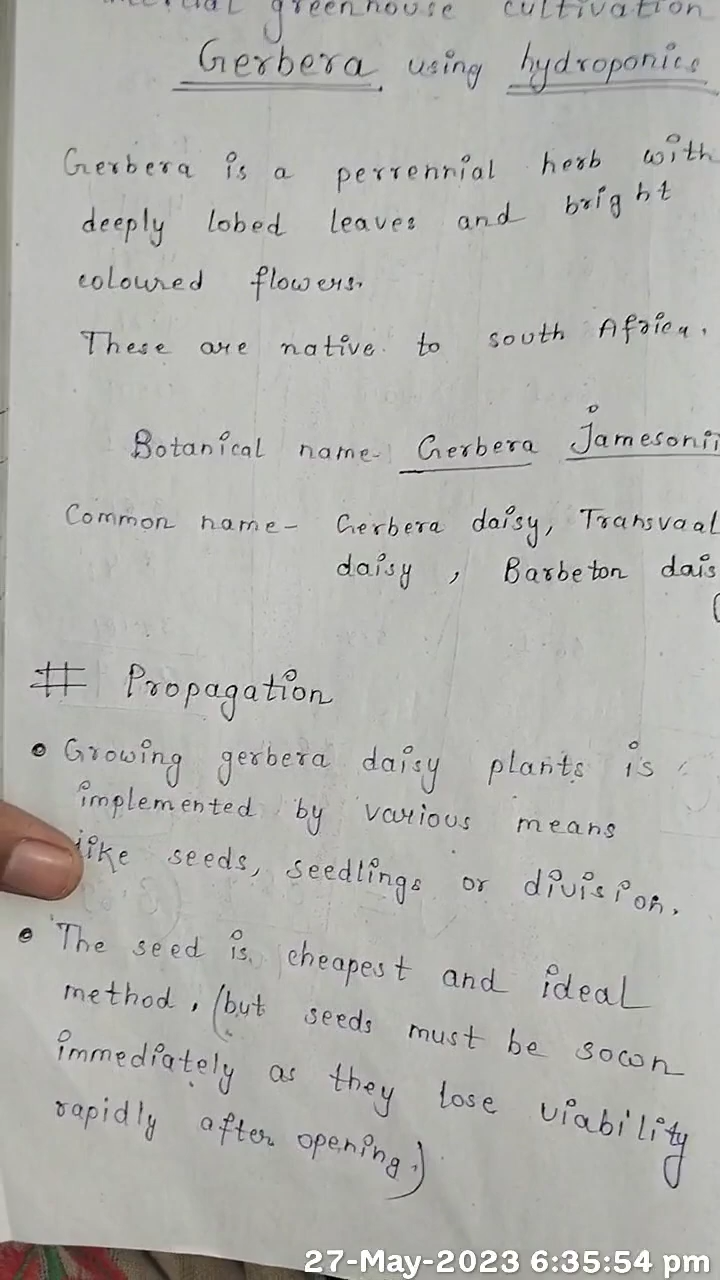 greenhouse cultivation
Gerbera using hydroponics
Gerbera is a perrennial herb with
deeply lobed leaves and bright
coloured flowers.
These are native to south Africa.
Botanical name- Gerbera Jamesonii
Common name- Gerbera daisy, Transvaal
daisy, Barbeton dais
# Propagation
• Growing gerbera daisy plants is
implemented by various means
like seeds, seedlings or division.
• The seed is cheapest and ideal
method, (but seeds must be sown
immediately as they lose viability
rapidly after opening.)
27-May-2023 6:35:54 pm